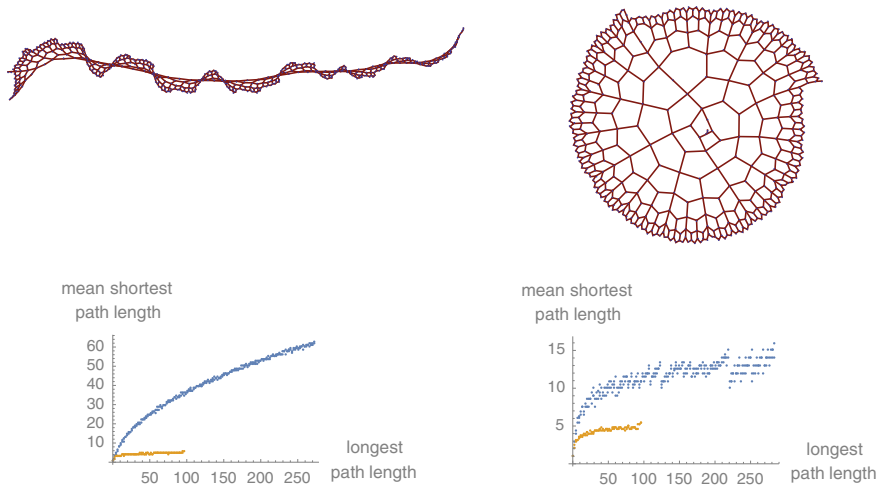 mean shortest
path length
60
50
40
30
20
10
50 100 150 200 250
longest
path length
mean shortest
path length
15
10
5
50 100 150 200 250
longest
path length